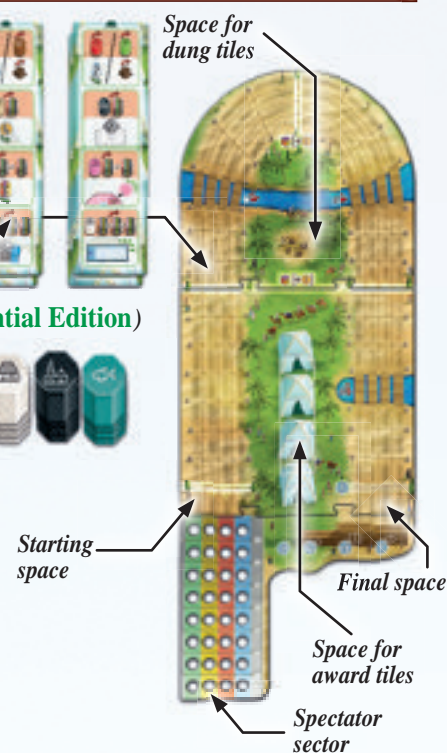 Space for
dung tiles
ntial Edition)
Starting
space
Final space
Space for
award tiles
Spectator
sector